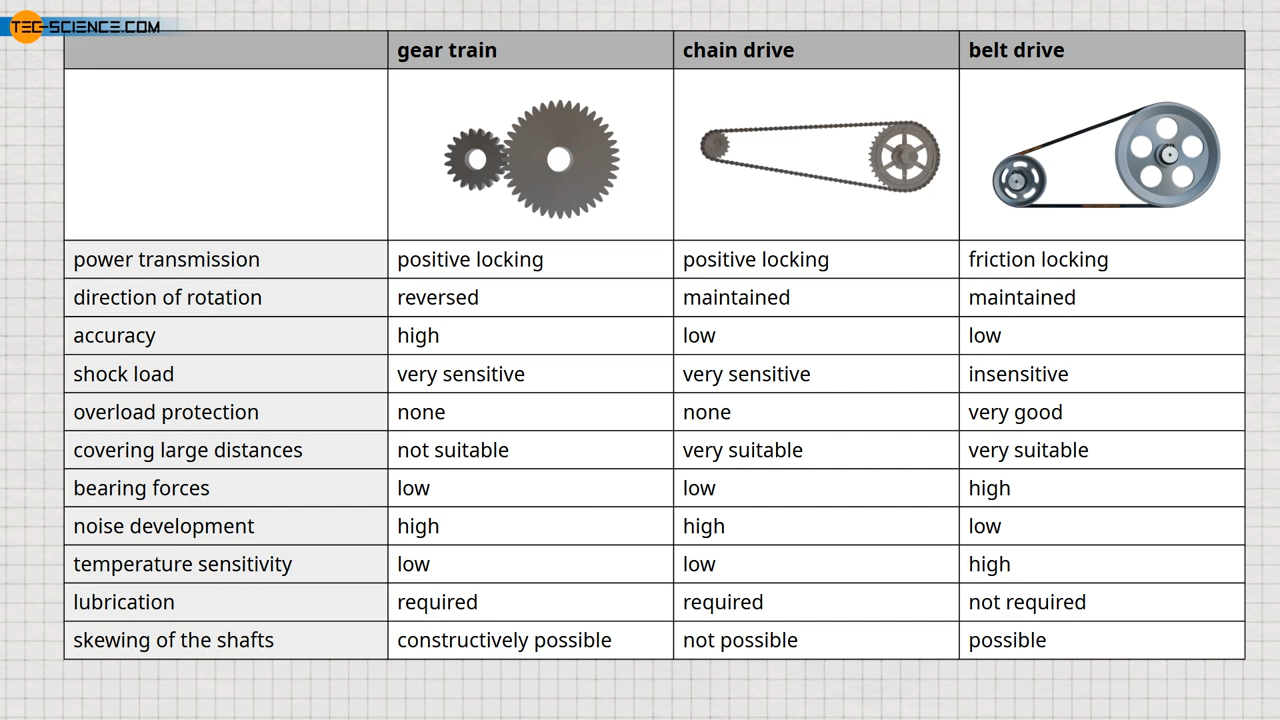 TEC-SCIENCE.COM
gear train chain drive belt drive
power transmission positive locking positive locking friction locking
direction of rotation reversed maintained maintained
accuracy high low low
shock load very sensitive very sensitive insensitive
overload protection none none very good
covering large distances not suitable very suitable very suitable
bearing forces low low high
noise development high high low
temperature sensitivity low low high
lubrication required required not required
skewing of the shafts constructively possible not possible possible